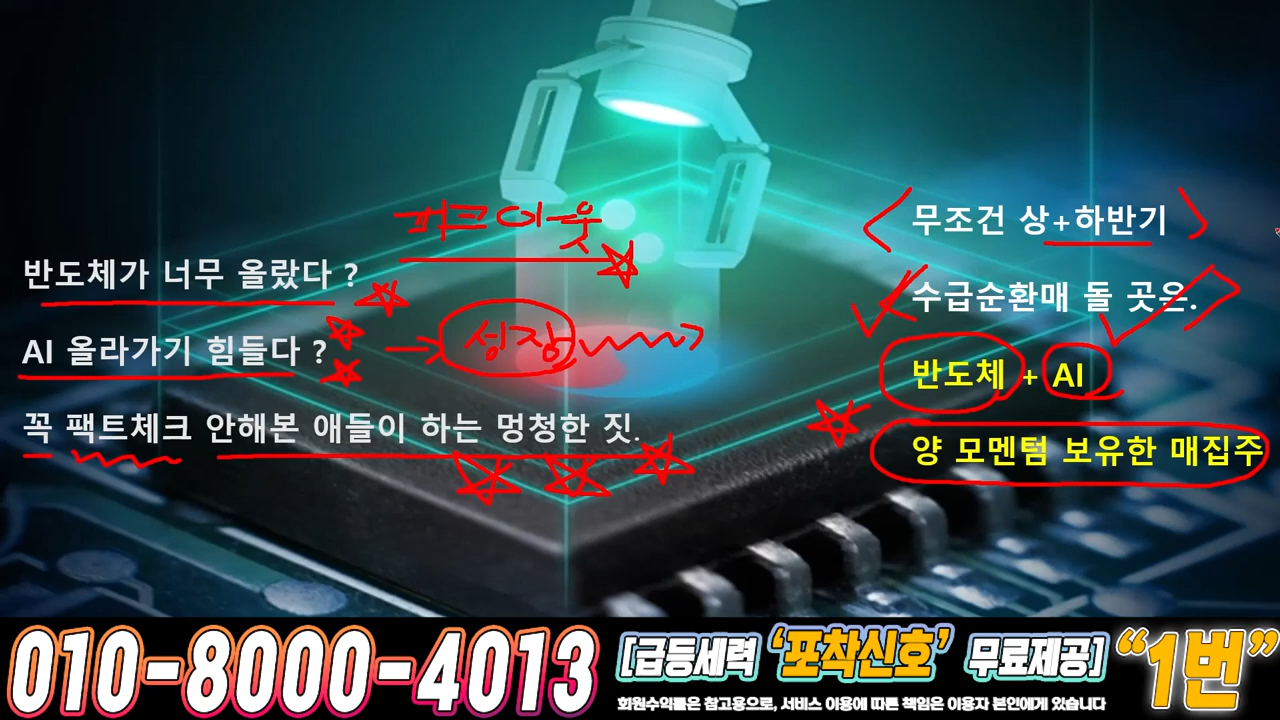 피크아웃
반도체가 너무 올랐다 ?
AI 올라가기 힘들다 ?
성장
꼭 팩트체크 안해본 애들이 하는 멍청한 짓.
무조건 상+하반기
수급순환매 돌 곳은.
반도체 + AI
양 모멘텀 보유한 매집주
010-8000-4013
[급등세력 ‘포착신호’ 무료제공] “1번”
회원수익률은 참고용으로, 서비스 이용에 따른 책임은 이용자 본인에게 있습니다